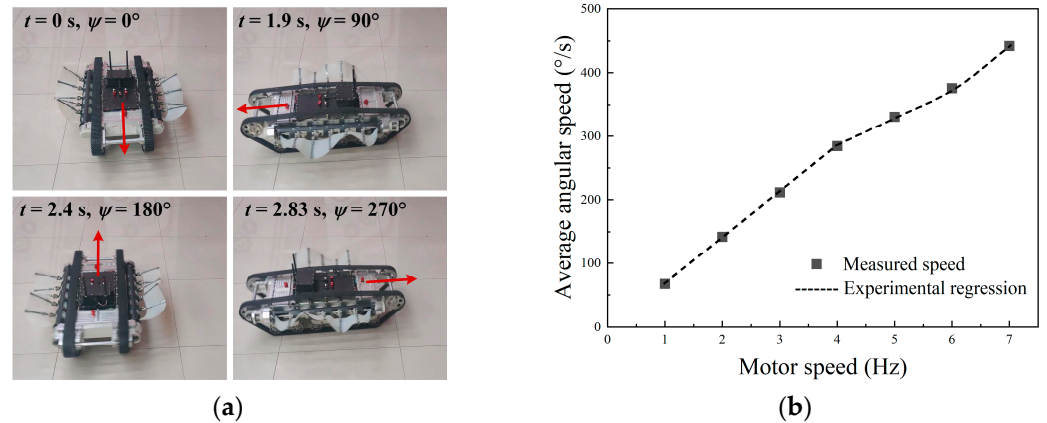 t = 0 s, ψ = 0°
t = 1.9 s, ψ = 90°
t = 2.4 s, ψ = 180°
t = 2.83 s, ψ = 270°
(a)
Average angular speed (°/s)
500
400
300
200
100
0
Measured speed
Experimental regression
0 1 2 3 4 5 6 7
Motor speed (Hz)
(b)